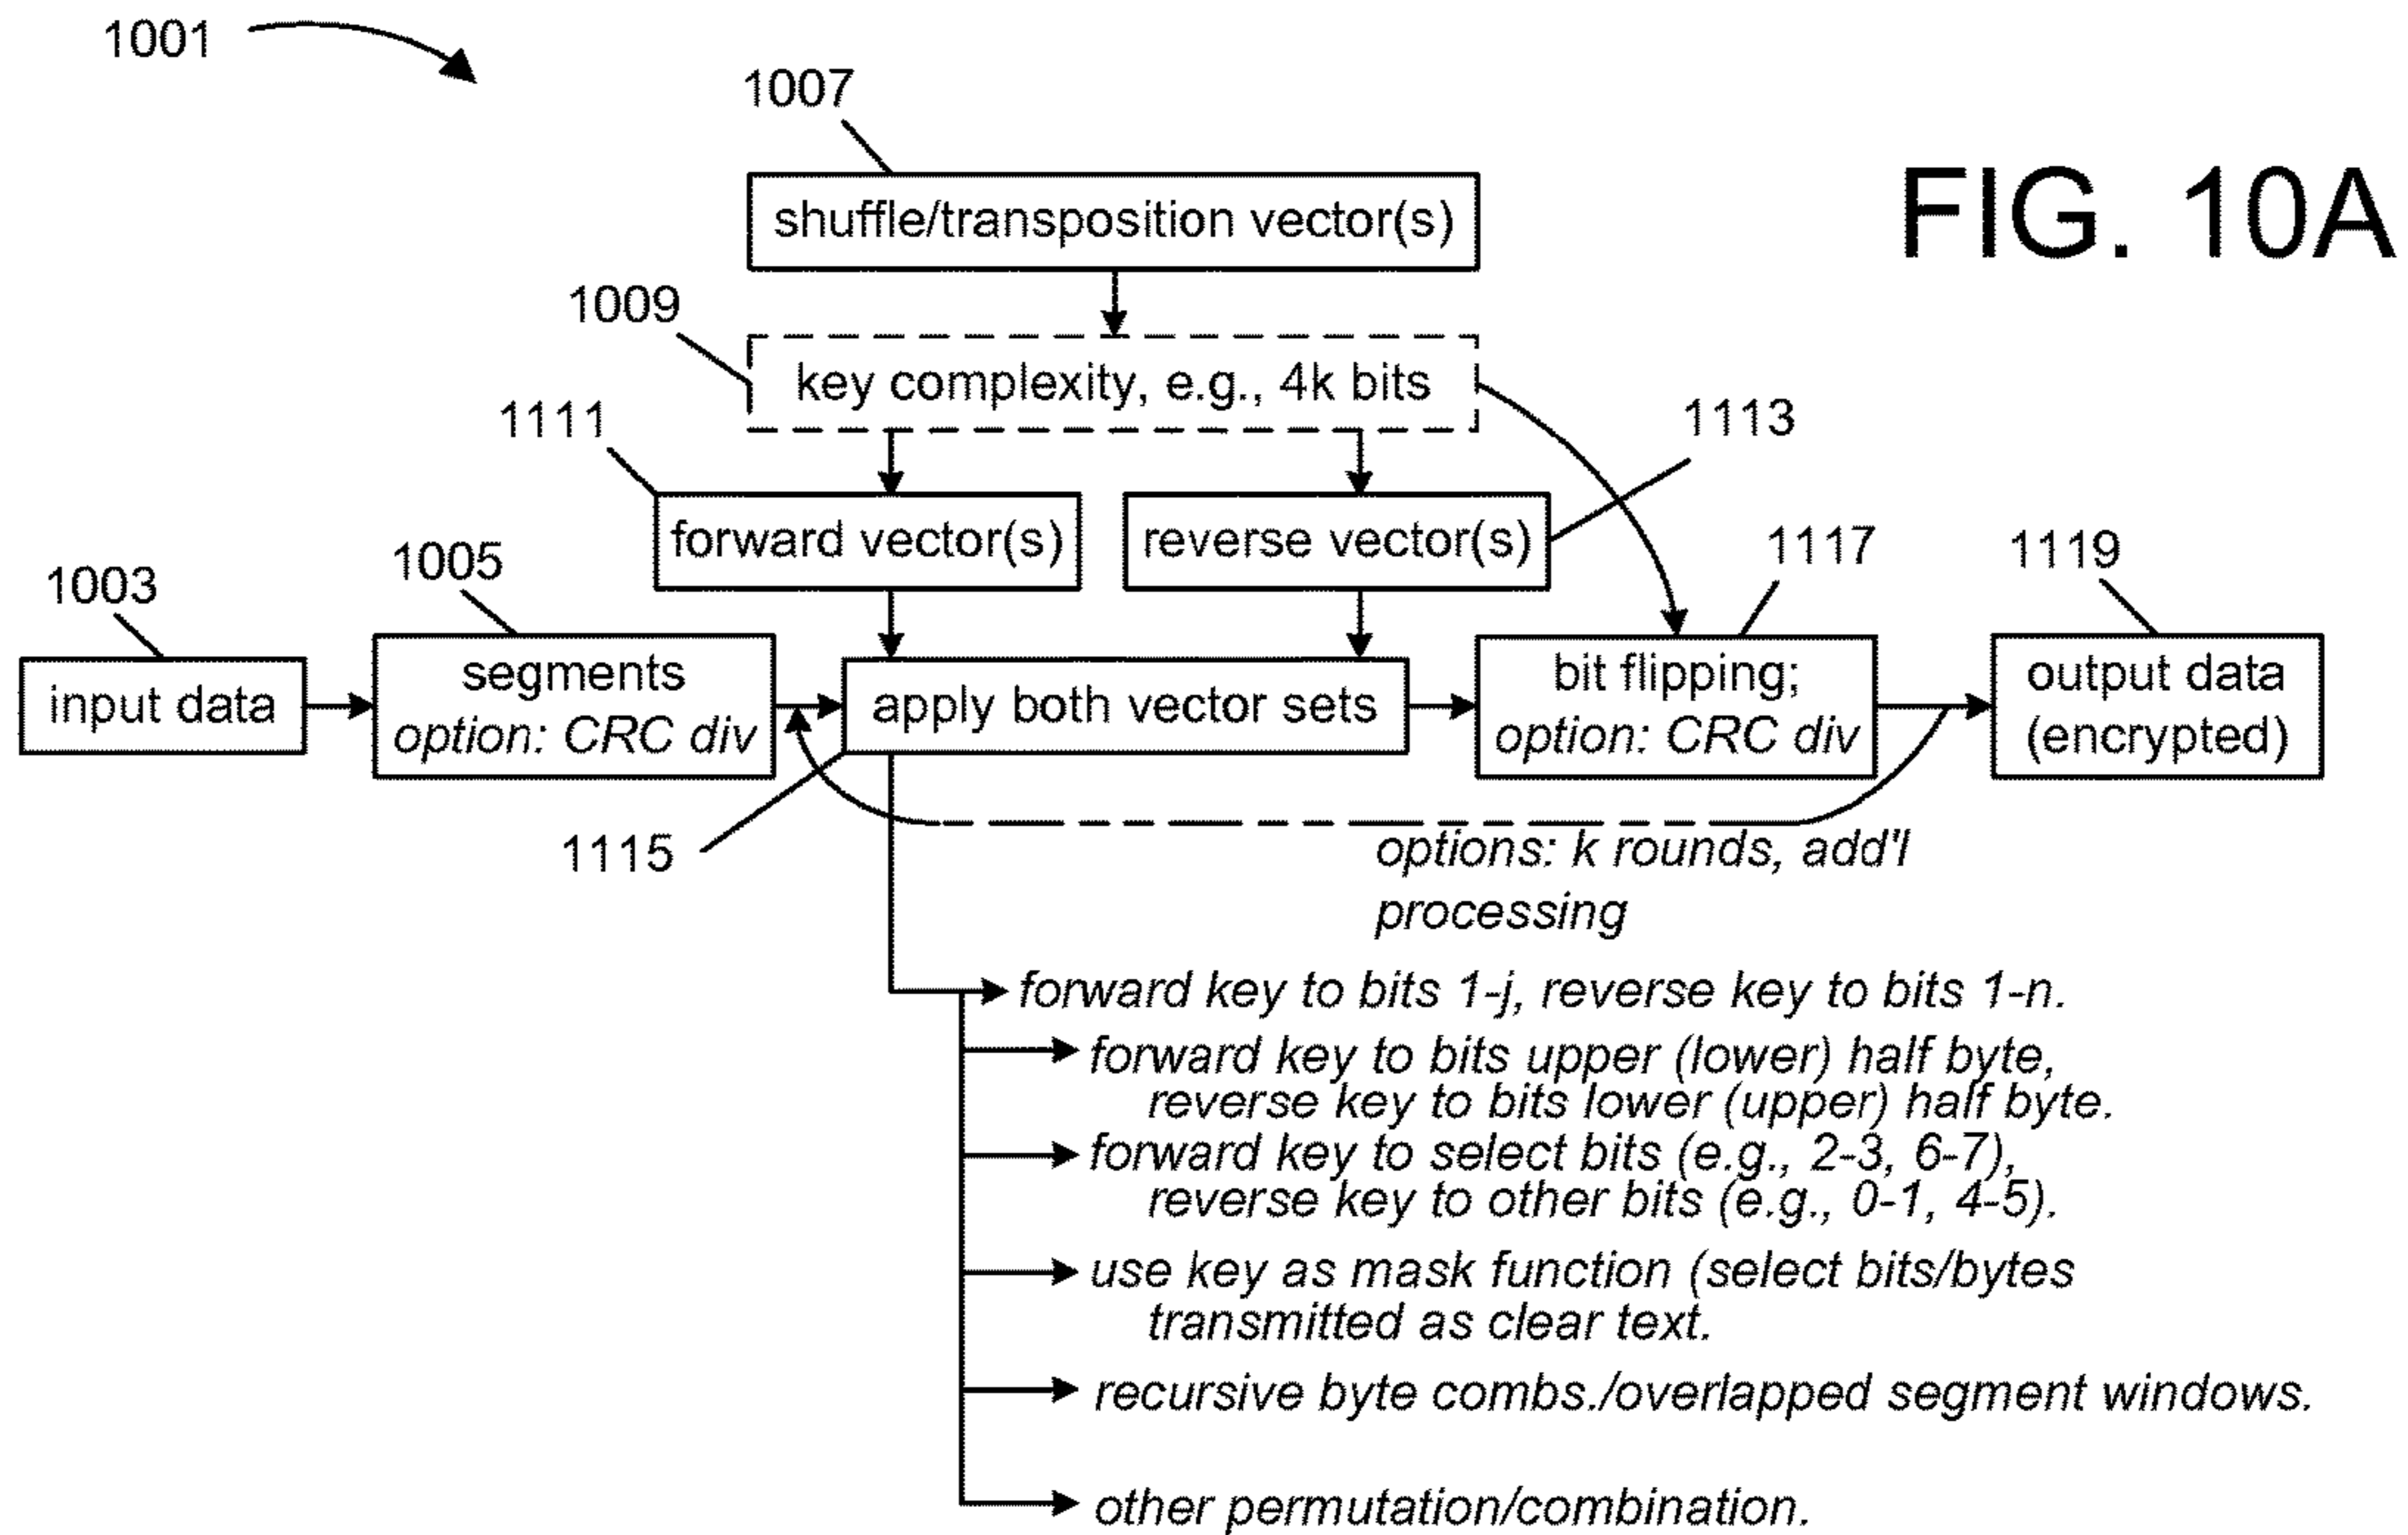 1001
1007
FIG. 10A
shuffle/transposition vector(s)
1009
key complexity, e.g., 4k bits
1111
1113
forward vector(s)
reverse vector(s)
1003
1005
1117
1119
input data
segments
option: CRC div
apply both vector sets
bit flipping;
option: CRC div
output data
(encrypted)
1115
options: k rounds, add'l
processing
forward key to bits 1-j, reverse key to bits 1-n.
forward key to bits upper (lower) half byte,
reverse key to bits lower (upper) half byte.
forward key to select bits (e.g., 2-3, 6-7),
reverse key to other bits (e.g., 0-1, 4-5).
use key as mask function (select bits/bytes
transmitted as clear text.
recursive byte combs./overlapped segment windows.
other permutation/combination.